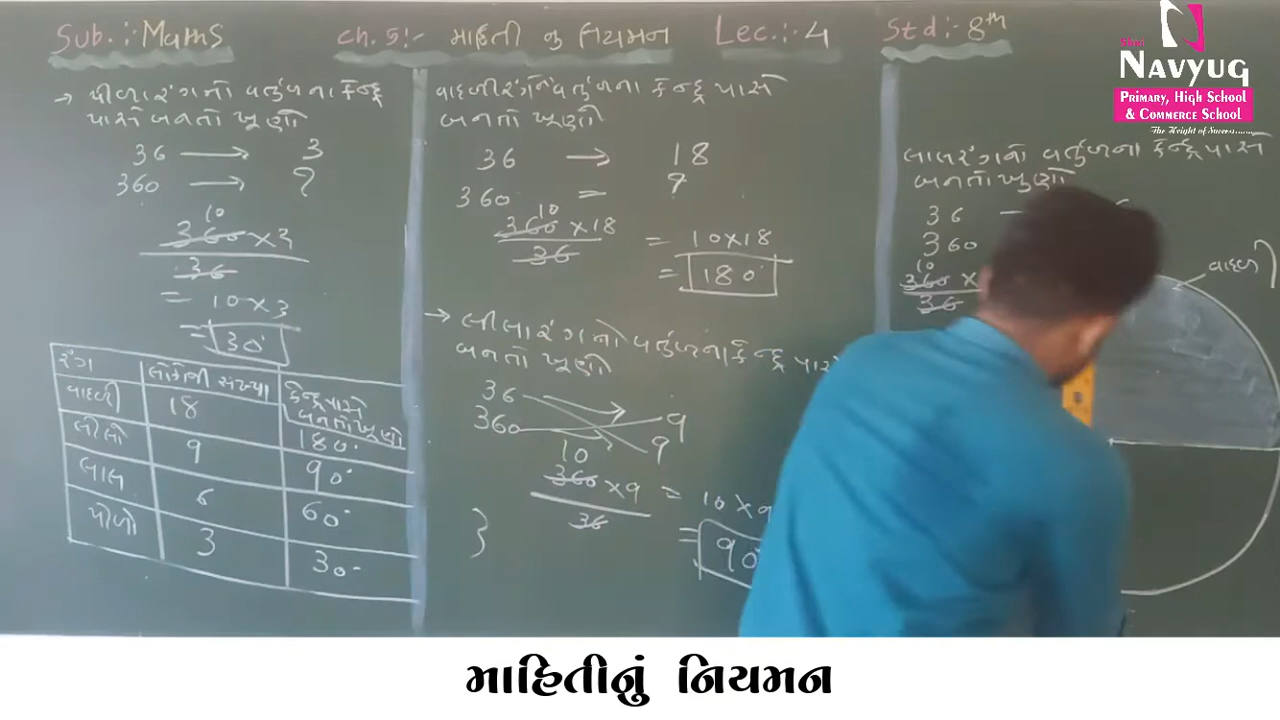 Sub. :- Maths
ch. 5 :- માહિતી નું નિયમન
Lec. :- 4
Std :- 8th
Shree
NAVYUG
PRIMARY, HIGH SCHOOL
& COMMERCE SCHOOL
The Height of Success......
→ પીળા રંગનો વર્તુળના કેન્દ્ર
પાસે બનતો ખૂણો
36 → 3
360 → ?
10
360 × 3
36
= 10 × 3
= 30°
રંગ
લોકોની સંખ્યા
કેન્દ્ર પાસે
બનતો ખૂણો
વાદળી 18 180°
લીલો 9 90°
લાલ 6 60°
પીળો 3 30°
વાદળી રંગનો વર્તુળના કેન્દ્ર પાસે
બનતો ખૂણો
36 → 18
360 = ?
10
360 × 18
36
= 10 × 18
= 180°
→ લીલા રંગનો વર્તુળના કેન્દ્ર પાસે
બનતો ખૂણો
36 9
360 9
10
360 × 9 = 10 × 9
36
= 90°
લાલ રંગનો વર્તુળના કેન્દ્ર પાસે
બનતો ખૂણો
36
360
10
360 ×
36
વાદળી
માહિતીનું નિયમન